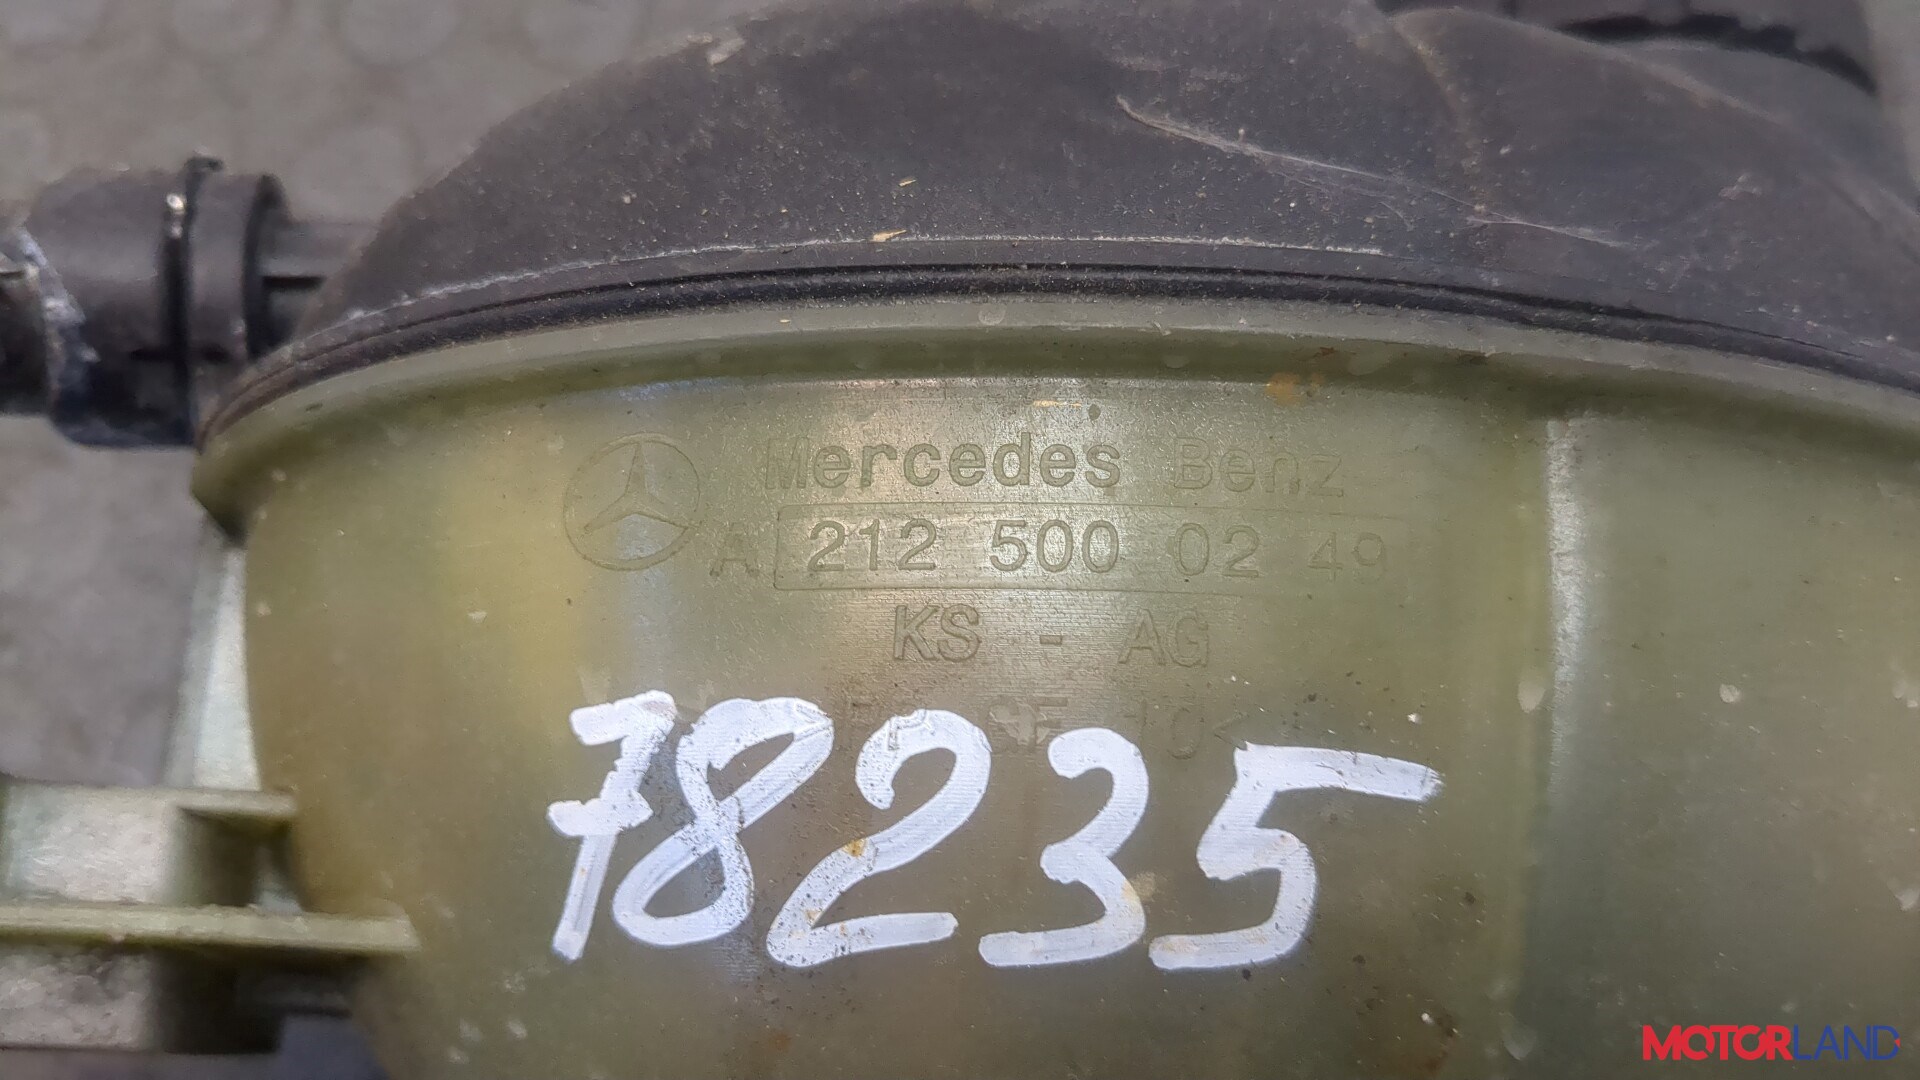 Mercedes Benz
A 212 500 02 49
KS - AG
78235
MOTORLAND